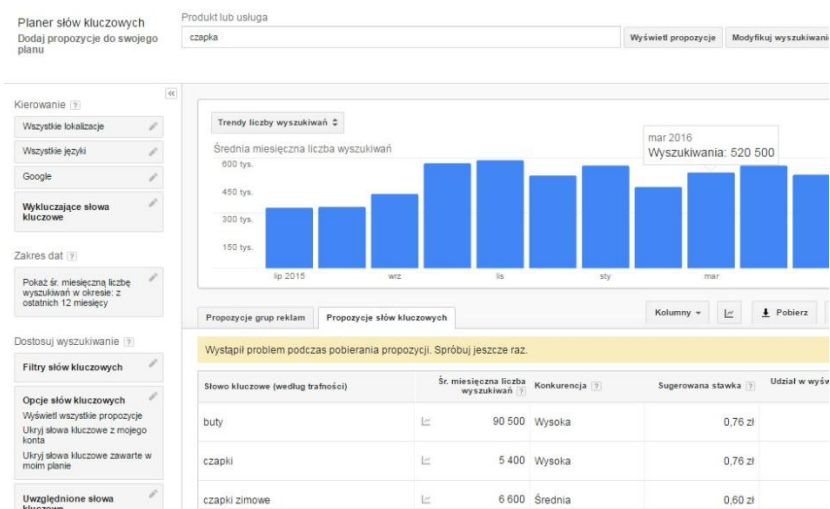 Planer słów kluczowych
Dodaj propozycje do swojego
planu
Produkt lub usługa
czapka
Wyświetl propozycje
Modyfikuj wyszukiwanie
Kierowanie ?
Wszystkie lokalizacje
Wszystkie języki
Google
Wykluczające słowa
kluczowe
Zakres dat ?
Pokaż śr. miesięczną liczbę
wyszukiwań w okresie: z
ostatnich 12 miesięcy
Dostosuj wyszukiwanie ?
Filtry słów kluczowych
Opcje słów kluczowych
Wyświetl wszystkie propozycje
Ukryj słowa kluczowe z mojego
konta
Ukryj słowa kluczowe zawarte w
moim planie
Uwzględnione słowa
kluczowe
Trendy liczby wyszukiwań
Średnia miesięczna liczba wyszukiwań
600 tys.
450 tys.
300 tys.
150 tys.
mar 2016
Wyszukiwania: 520 500
lip 2015 wrz lis sty mar
Propozycje grup reklam Propozycje słów kluczowych
Kolumny Pobierz
Wystąpił problem podczas pobierania propozycji. Spróbuj jeszcze raz.
Słowo kluczowe (według trafności) Śr. miesięczna liczba
wyszukiwań ? Konkurencja ? Sugerowana stawka ? Udział w wyśw
buty 90 500 Wysoka 0,76 zł
czapki 5 400 Wysoka 0,76 zł
czapki zimowe 6 600 Średnia 0,60 zł